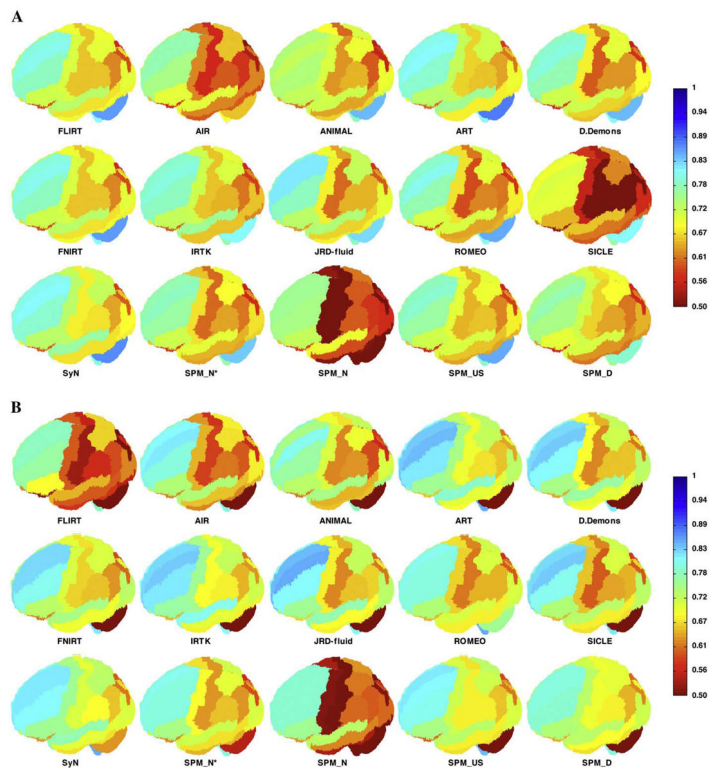 A
FLIRT AIR ANIMAL ART D.Demons
FNIRT IRTK JRD-fluid ROMEO SICLE
SyN SPM_N* SPM_N SPM_US SPM_D
1
0.94
0.89
0.83
0.78
0.72
0.67
0.61
0.56
0.50
B
FLIRT AIR ANIMAL ART D.Demons
FNIRT IRTK JRD-fluid ROMEO SICLE
SyN SPM_N* SPM_N SPM_US SPM_D
1
0.94
0.89
0.83
0.78
0.72
0.67
0.61
0.56
0.50